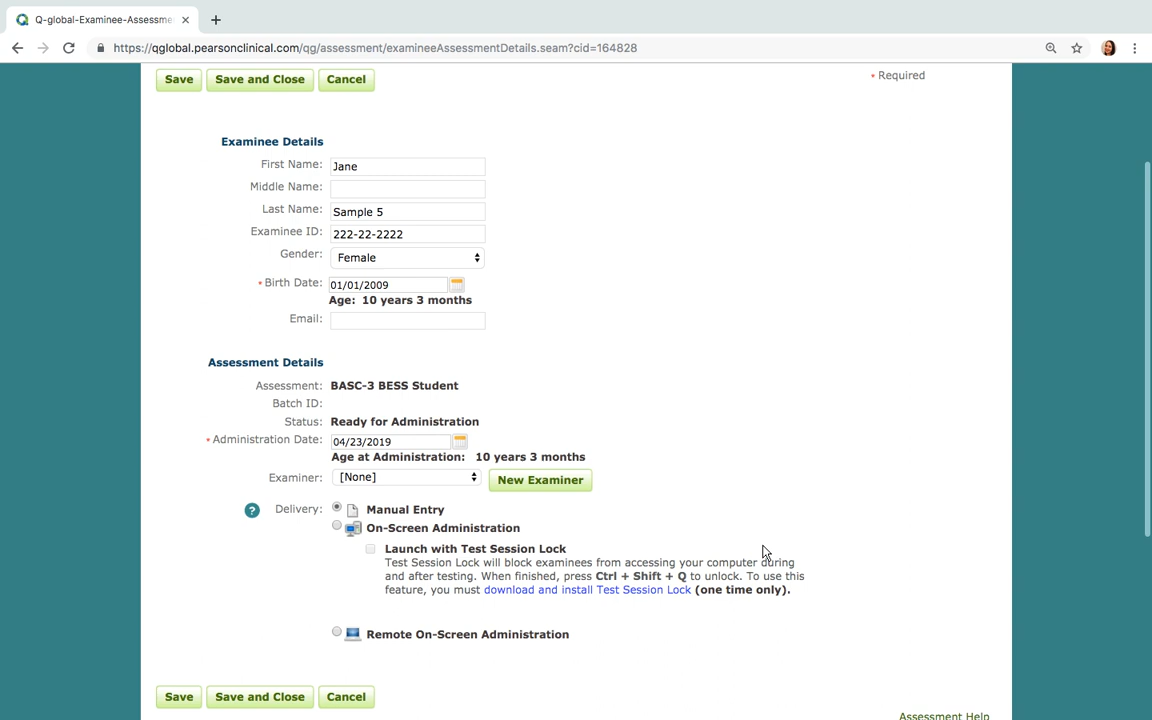 Q-global-Examinee-Assessme
https://qglobal.pearsonclinical.com/qg/assessment/examineeAssessmentDetails.seam?cid=164828
Save Save and Close Cancel
• Required
Examinee Details
First Name: Jane
Middle Name:
Last Name: Sample 5
Examinee ID: 222-22-2222
Gender: Female
• Birth Date: 01/01/2009
Age: 10 years 3 months
Email:
Assessment Details
Assessment: BASC-3 BESS Student
Batch ID:
Status: Ready for Administration
• Administration Date: 04/23/2019
Age at Administration: 10 years 3 months
Examiner: [None] New Examiner
? Delivery: Manual Entry
On-Screen Administration
Launch with Test Session Lock
Test Session Lock will block examinees from accessing your computer during
and after testing. When finished, press Ctrl + Shift + Q to unlock. To use this
feature, you must download and install Test Session Lock (one time only).
Remote On-Screen Administration
Save Save and Close Cancel
Assessment Help